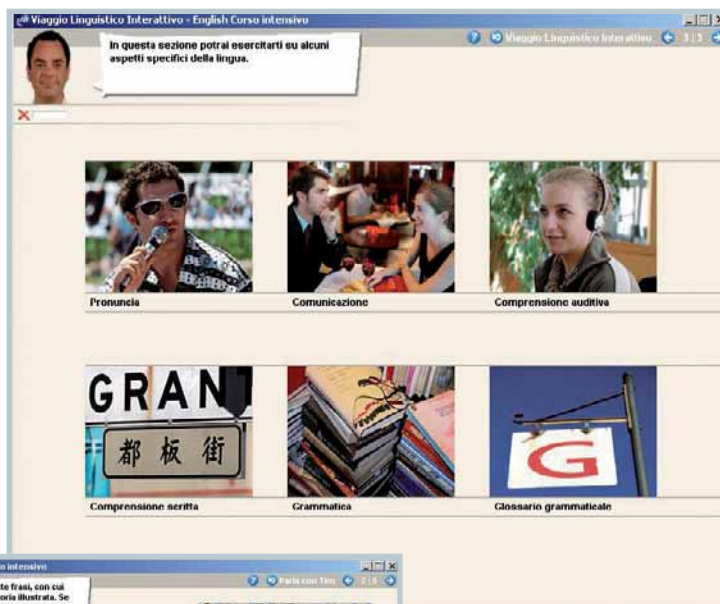 Viaggio Linguistico Interattivo - English Corso intensivo
In questa sezione potrai esercitarti su alcuni
aspetti specifici della lingua.
Viaggio Linguistico Interattivo 3|3
Pronuncia
Comunicazione
Comprensione auditiva
GRAN
都板街
G
Comprensione scritta
Grammatica
Glossario grammaticale
intensivo
te frasi, con cui
oria illustrata. Se
Parla con Tim